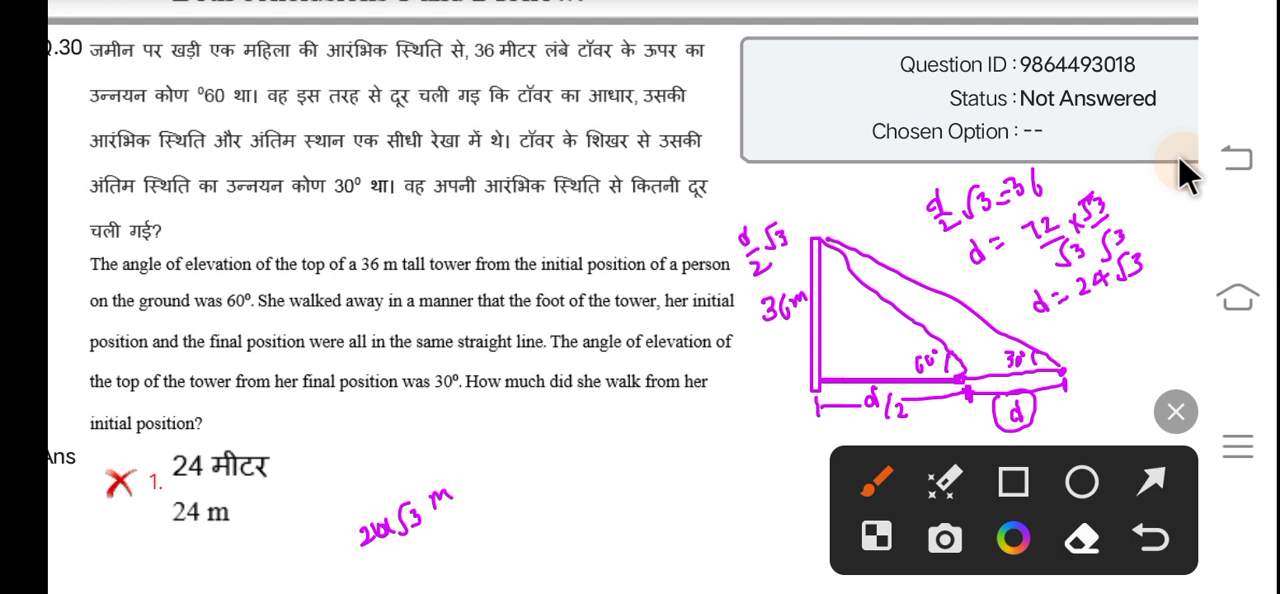 Q.30 जमीन पर खड़ी एक महिला की आरंभिक स्थिति से, 36 मीटर लंबे टॉवर के ऊपर का
उन्नयन कोण ⁰60 था। वह इस तरह से दूर चली गइ कि टॉवर का आधार, उसकी
आरंभिक स्थिति और अंतिम स्थान एक सीधी रेखा में थे। टॉवर के शिखर से उसकी
अंतिम स्थिति का उन्नयन कोण 30⁰ था। वह अपनी आरंभिक स्थिति से कितनी दूर
चली गई?
The angle of elevation of the top of a 36 m tall tower from the initial position of a person
on the ground was 60⁰. She walked away in a manner that the foot of the tower, her initial
position and the final position were all in the same straight line. The angle of elevation of
the top of the tower from her final position was 30⁰. How much did she walk from her
initial position?
Ans
1. 24 मीटर
24 m
Question ID : 9864493018
Status : Not Answered
Chosen Option : --
d/2 √3 = 36
d = 72/√3 × √3/√3
d = 24√3
d/2 √3
36m
60°
30°
d/2
d